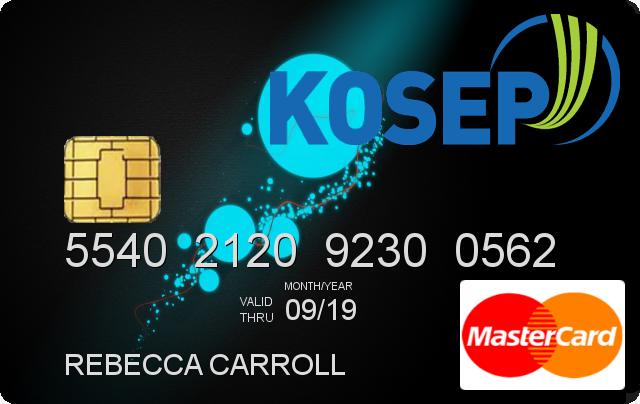 KOSEP
5540 2120 9230 0562
MONTH/YEAR
VALID THRU 09/19
REBECCA CARROLL
MasterCard